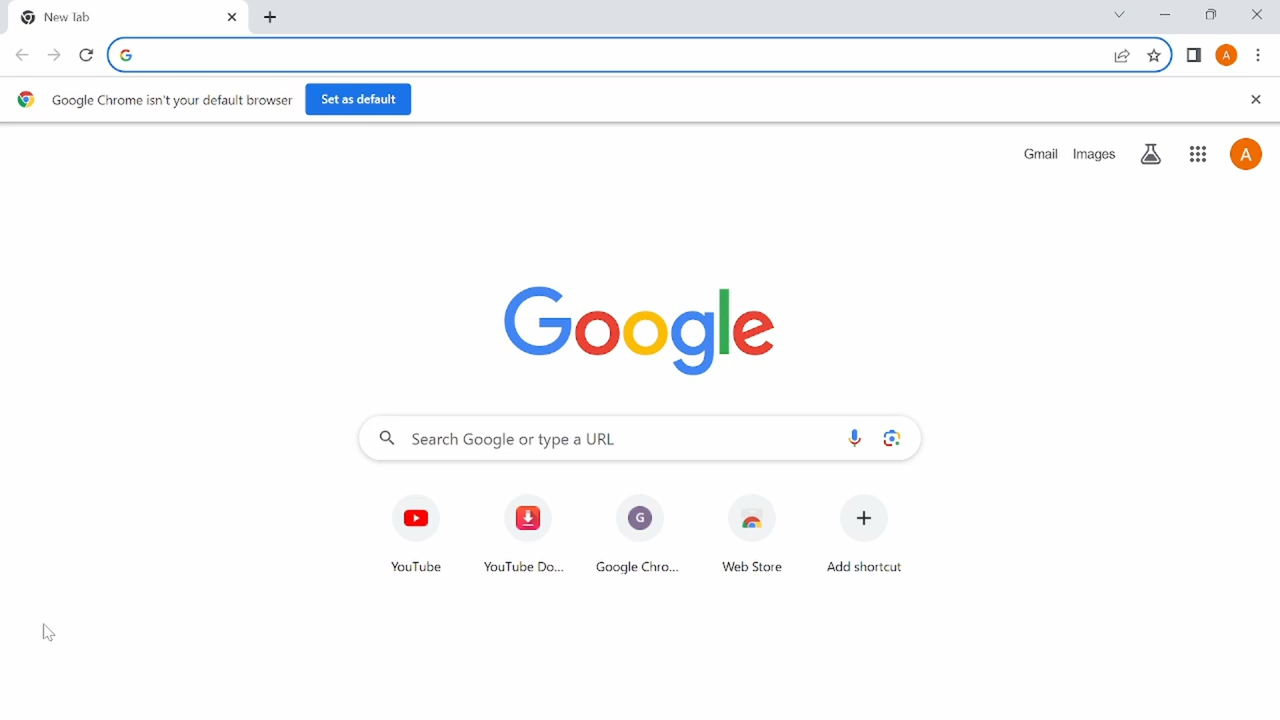 New Tab
Google Chrome isn't your default browser
Set as default
Gmail
Images
A
A
Google
Search Google or type a URL
G
YouTube
YouTube Do...
Google Chro...
Web Store
Add shortcut